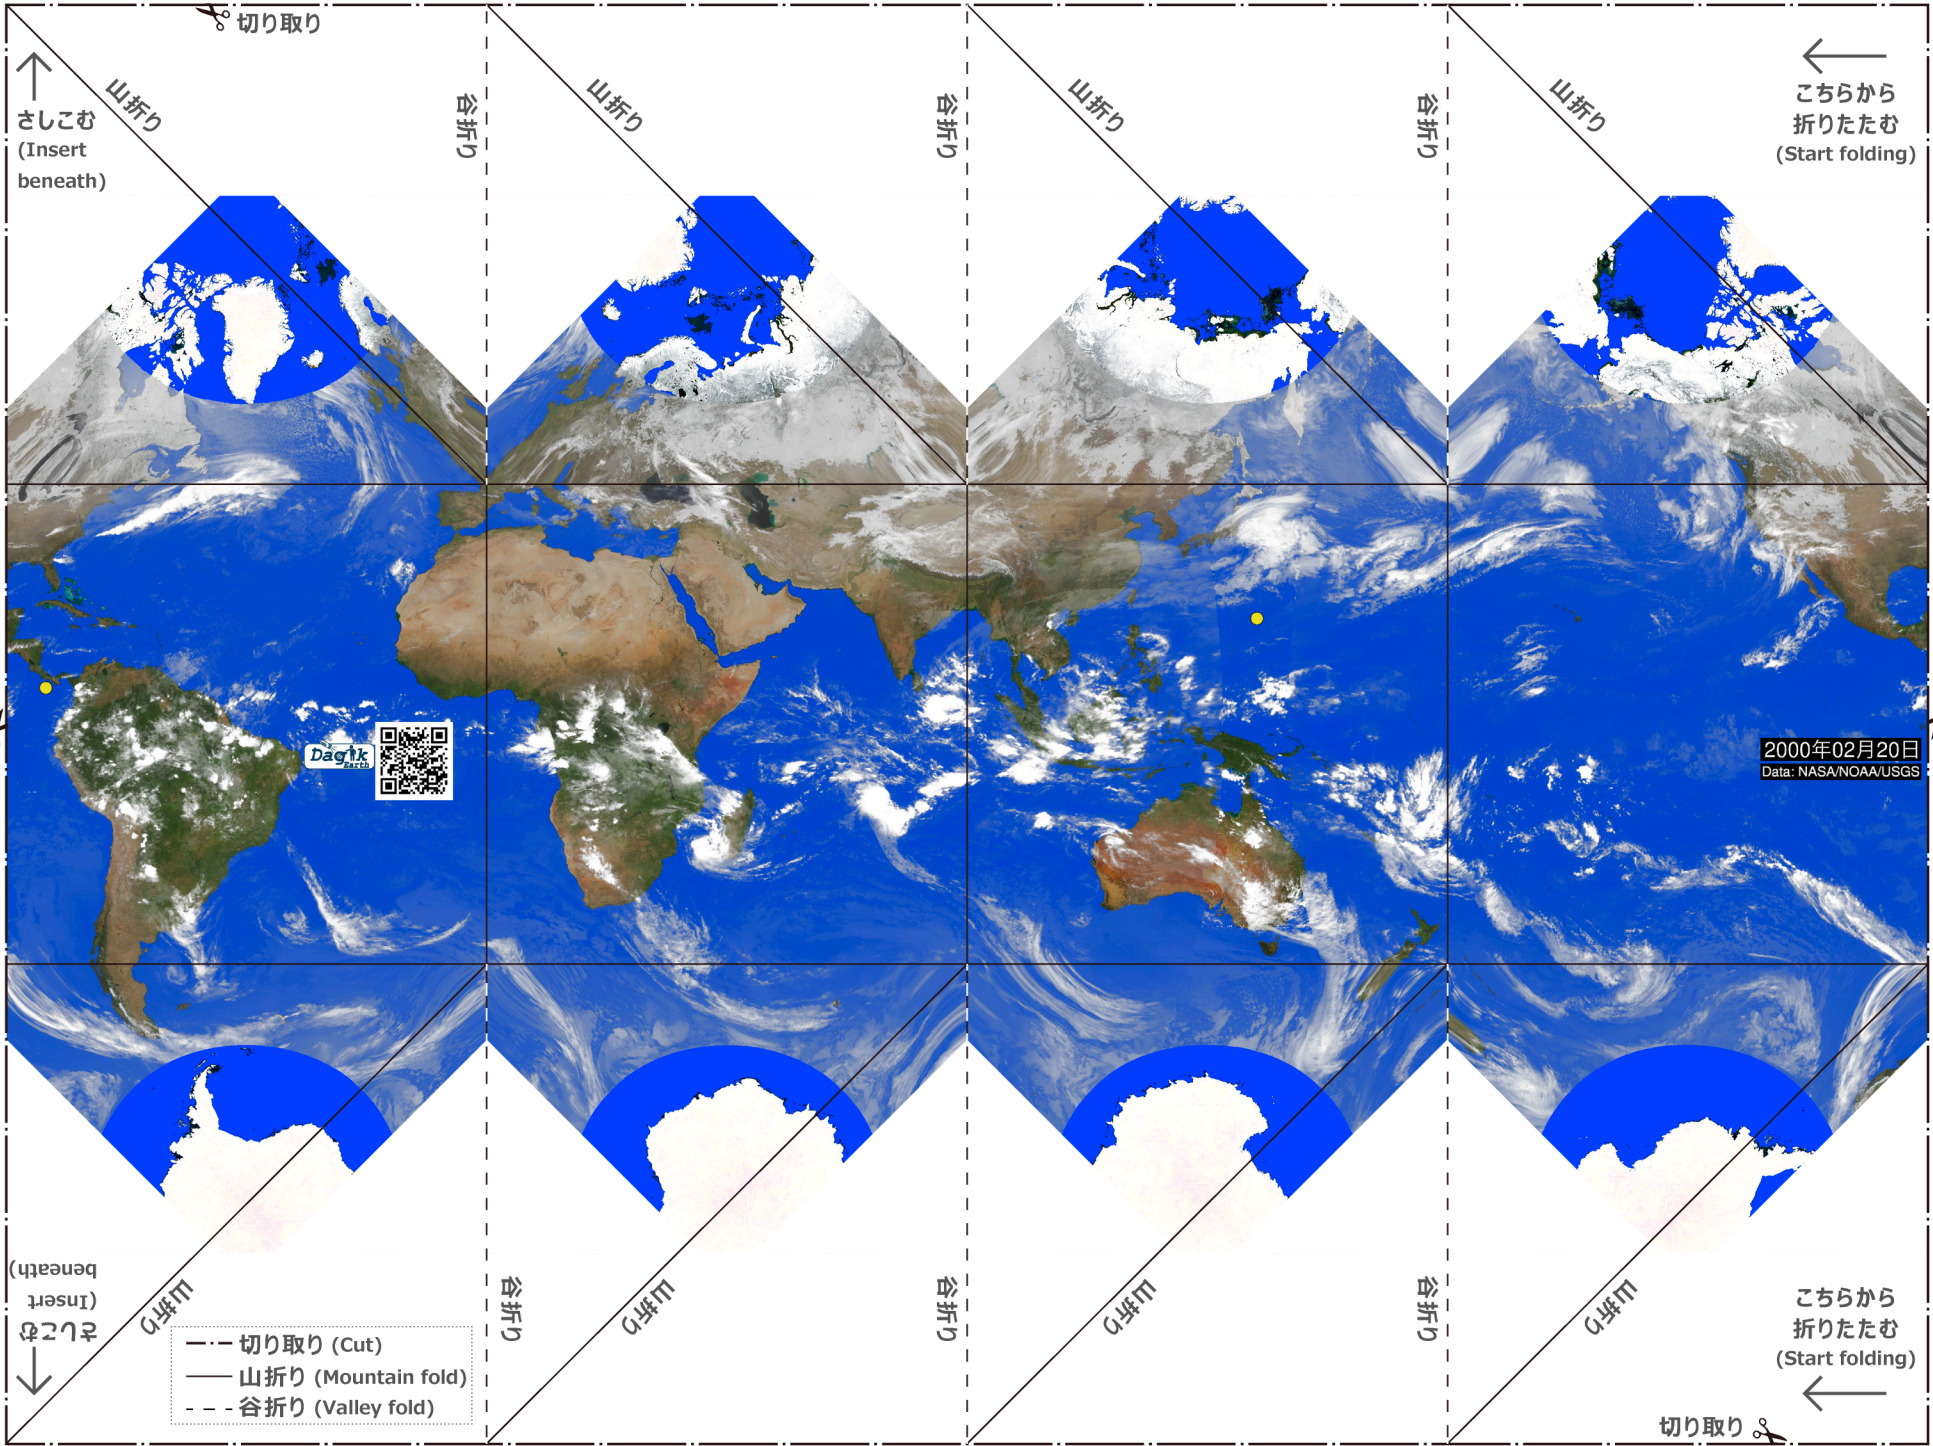 切り取り
さしこむ
(Insert
beneath)
山折り
谷折り
山折り
谷折り
山折り
谷折り
山折り
こちらから
折りたたむ
(Start folding)
Dagik
Earth
2000年02月20日
Data: NASA/NOAA/USGS
さしこむ
(Insert
beneath)
山折り
谷折り
山折り
谷折り
山折り
谷折り
山折り
こちらから
折りたたむ
(Start folding)
切り取り (Cut)
山折り (Mountain fold)
谷折り (Valley fold)
切り取り